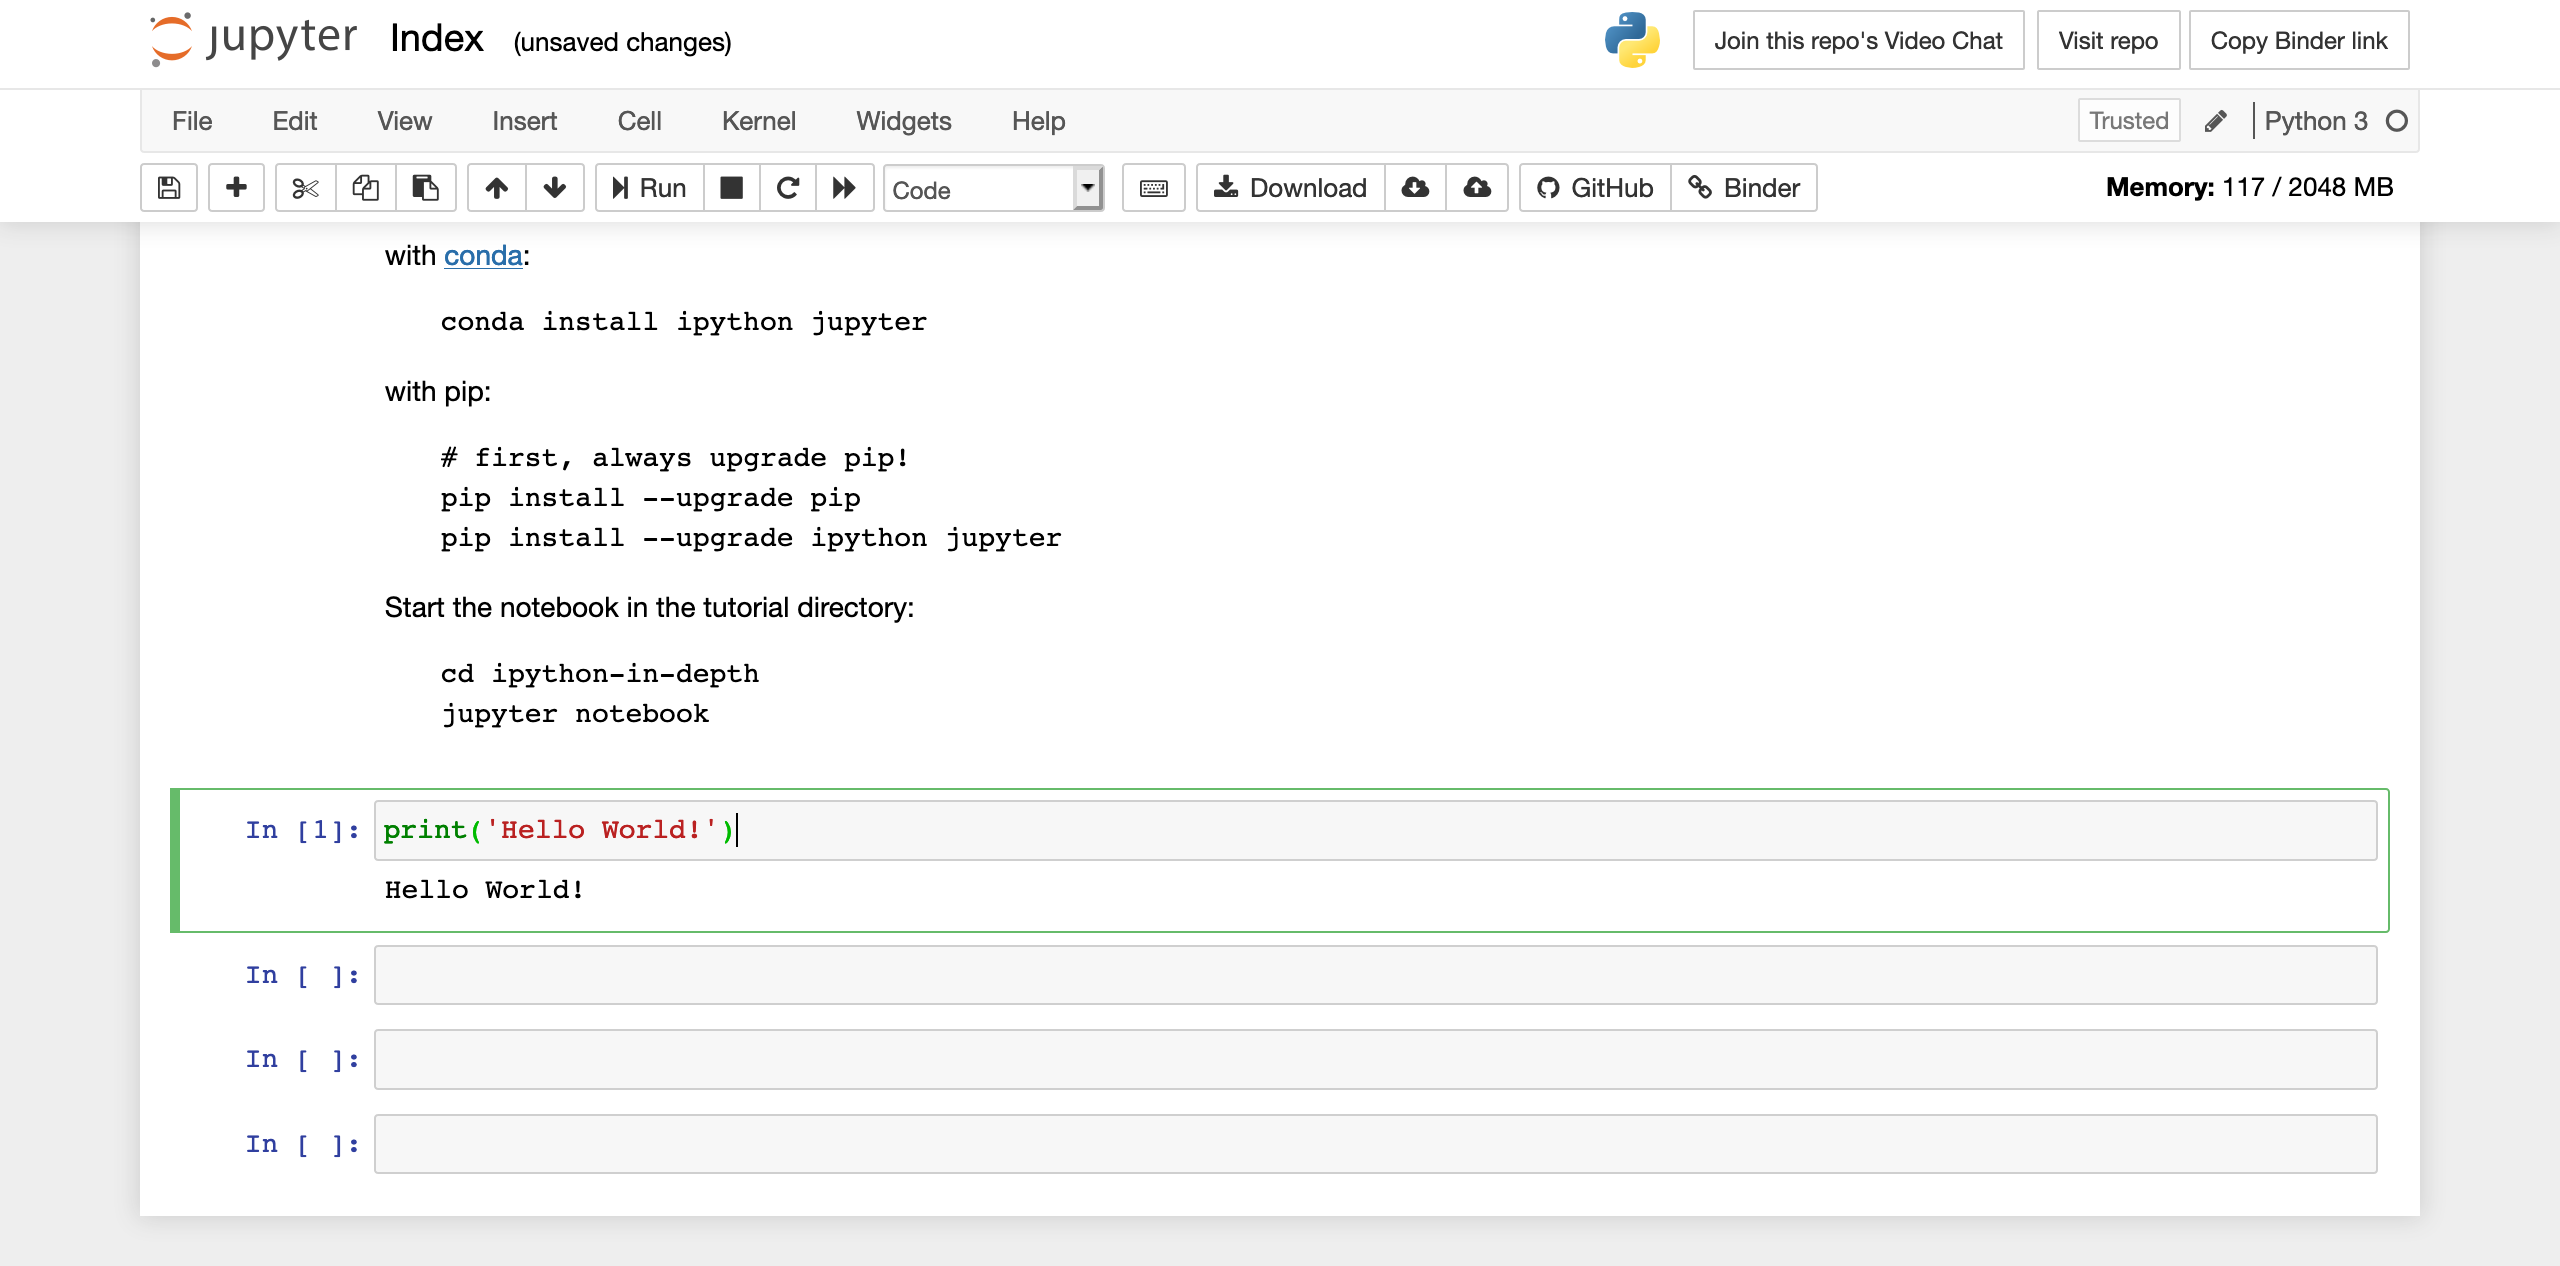 jupyter Index (unsaved changes) Join this repo's Video Chat Visit repo Copy Binder link
File Edit View Insert Cell Kernel Widgets Help Trusted Python 3
Run Code Download GitHub Binder Memory: 117 / 2048 MB
with conda:
conda install ipython jupyter
with pip:
# first, always upgrade pip!
pip install --upgrade pip
pip install --upgrade ipython jupyter
Start the notebook in the tutorial directory:
cd ipython-in-depth
jupyter notebook
In [1]: print('Hello World!')
Hello World!
In [ ]:
In [ ]:
In [ ]: